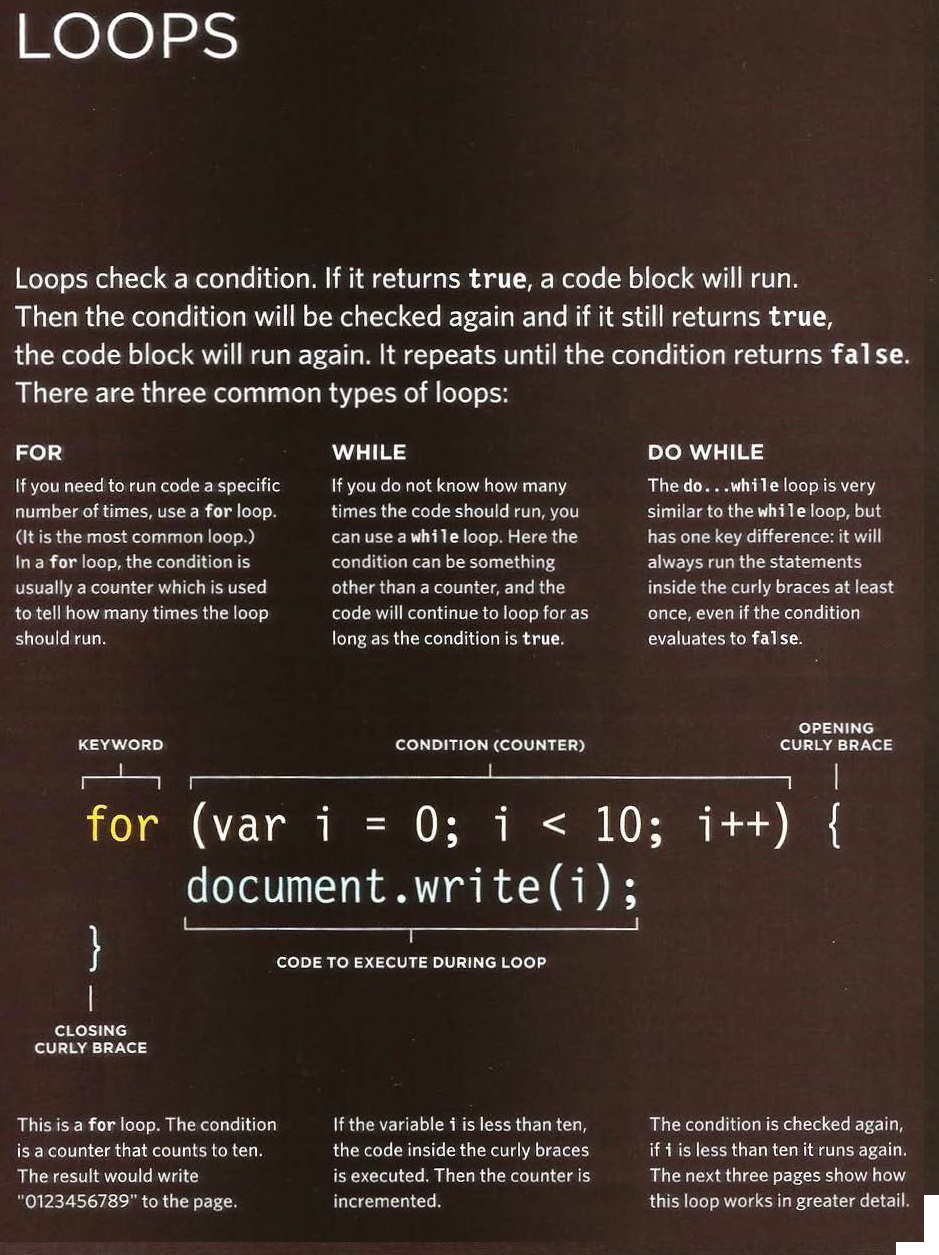 LOOPS
Loops check a condition. If it returns true, a code block will run.
Then the condition will be checked again and if it still returns true,
the code block will run again. It repeats until the condition returns false.
There are three common types of loops:
FOR
If you need to run code a specific
number of times, use a for loop.
(It is the most common loop.)
In a for loop, the condition is
usually a counter which is used
to tell how many times the loop
should run.
WHILE
If you do not know how many
times the code should run, you
can use a while loop. Here the
condition can be something
other than a counter, and the
code will continue to loop for as
long as the condition is true.
DO WHILE
The do...while loop is very
similar to the while loop, but
has one key difference: it will
always run the statements
inside the curly braces at least
once, even if the condition
evaluates to false.
KEYWORD
CONDITION (COUNTER)
OPENING
CURLY BRACE
for (var i = 0; i < 10; i++) {
document.write(i);
}
CODE TO EXECUTE DURING LOOP
CLOSING
CURLY BRACE
This is a for loop. The condition
is a counter that counts to ten.
The result would write
"0123456789" to the page.
If the variable i is less than ten,
the code inside the curly braces
is executed. Then the counter is
incremented.
The condition is checked again,
if i is less than ten it runs again.
The next three pages show how
this loop works in greater detail.